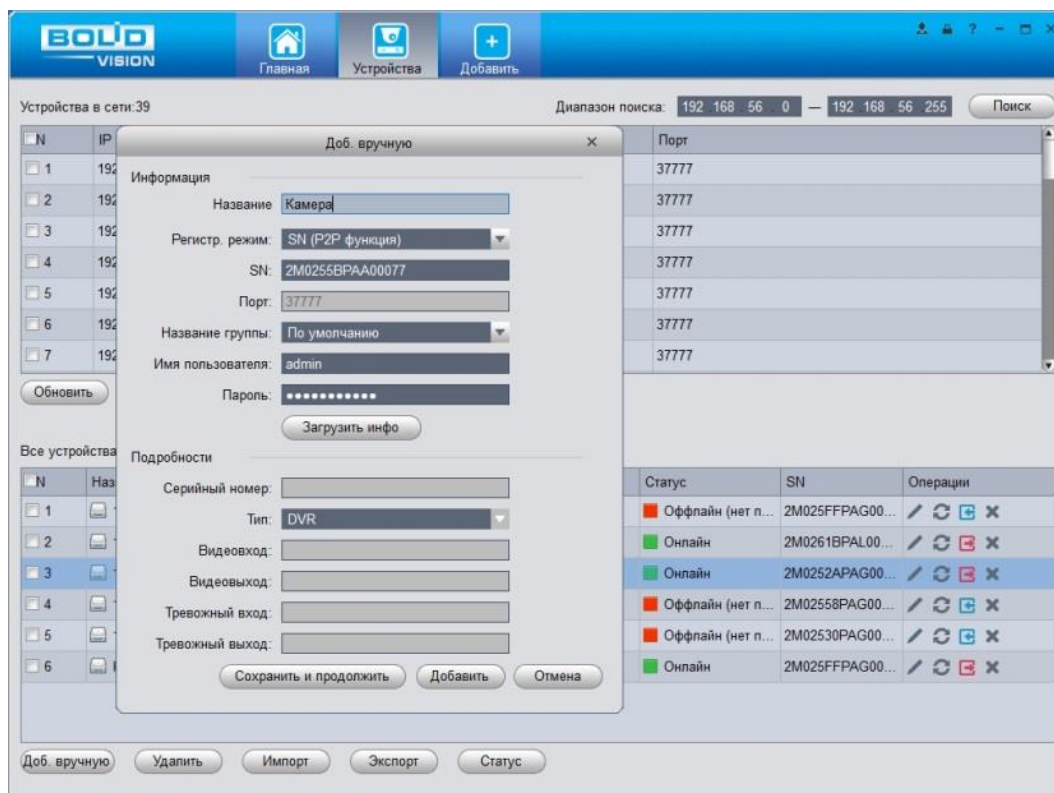 BOLID
VISION
Главная
Устройства
Добавить
Устройства в сети:39
Диапазон поиска: 192 . 168 . 56 . 0 — 192 . 168 . 56 . 255 Поиск
N IP Порт
1 192 37777
2 192 37777
3 192 37777
4 192 37777
5 192 37777
6 192 37777
7 192 37777
Обновить
Доб. вручную
Информация
Название Камера
Регистр. режим: SN (P2P функция)
SN: 2M0255BPAA00077
Порт: 37777
Название группы: По умолчанию
Имя пользователя: admin
Пароль: •••••••••••
Загрузить инфо
Подробности
Серийный номер:
Тип: DVR
Видеовход:
Видеовыход:
Тревожный вход:
Тревожный выход:
Сохранить и продолжить Добавить Отмена
Все устройства
N Наз Статус SN Операции
1 Оффлайн (нет п... 2M025FFPAG00...
2 Онлайн 2M0261BPAL00...
3 Онлайн 2M0252APAG00...
4 Оффлайн (нет п... 2M02558PAG00...
5 Оффлайн (нет п... 2M02530PAG00...
6 Онлайн 2M025FFPAG00...
Доб. вручную Удалить Импорт Экспорт Статус